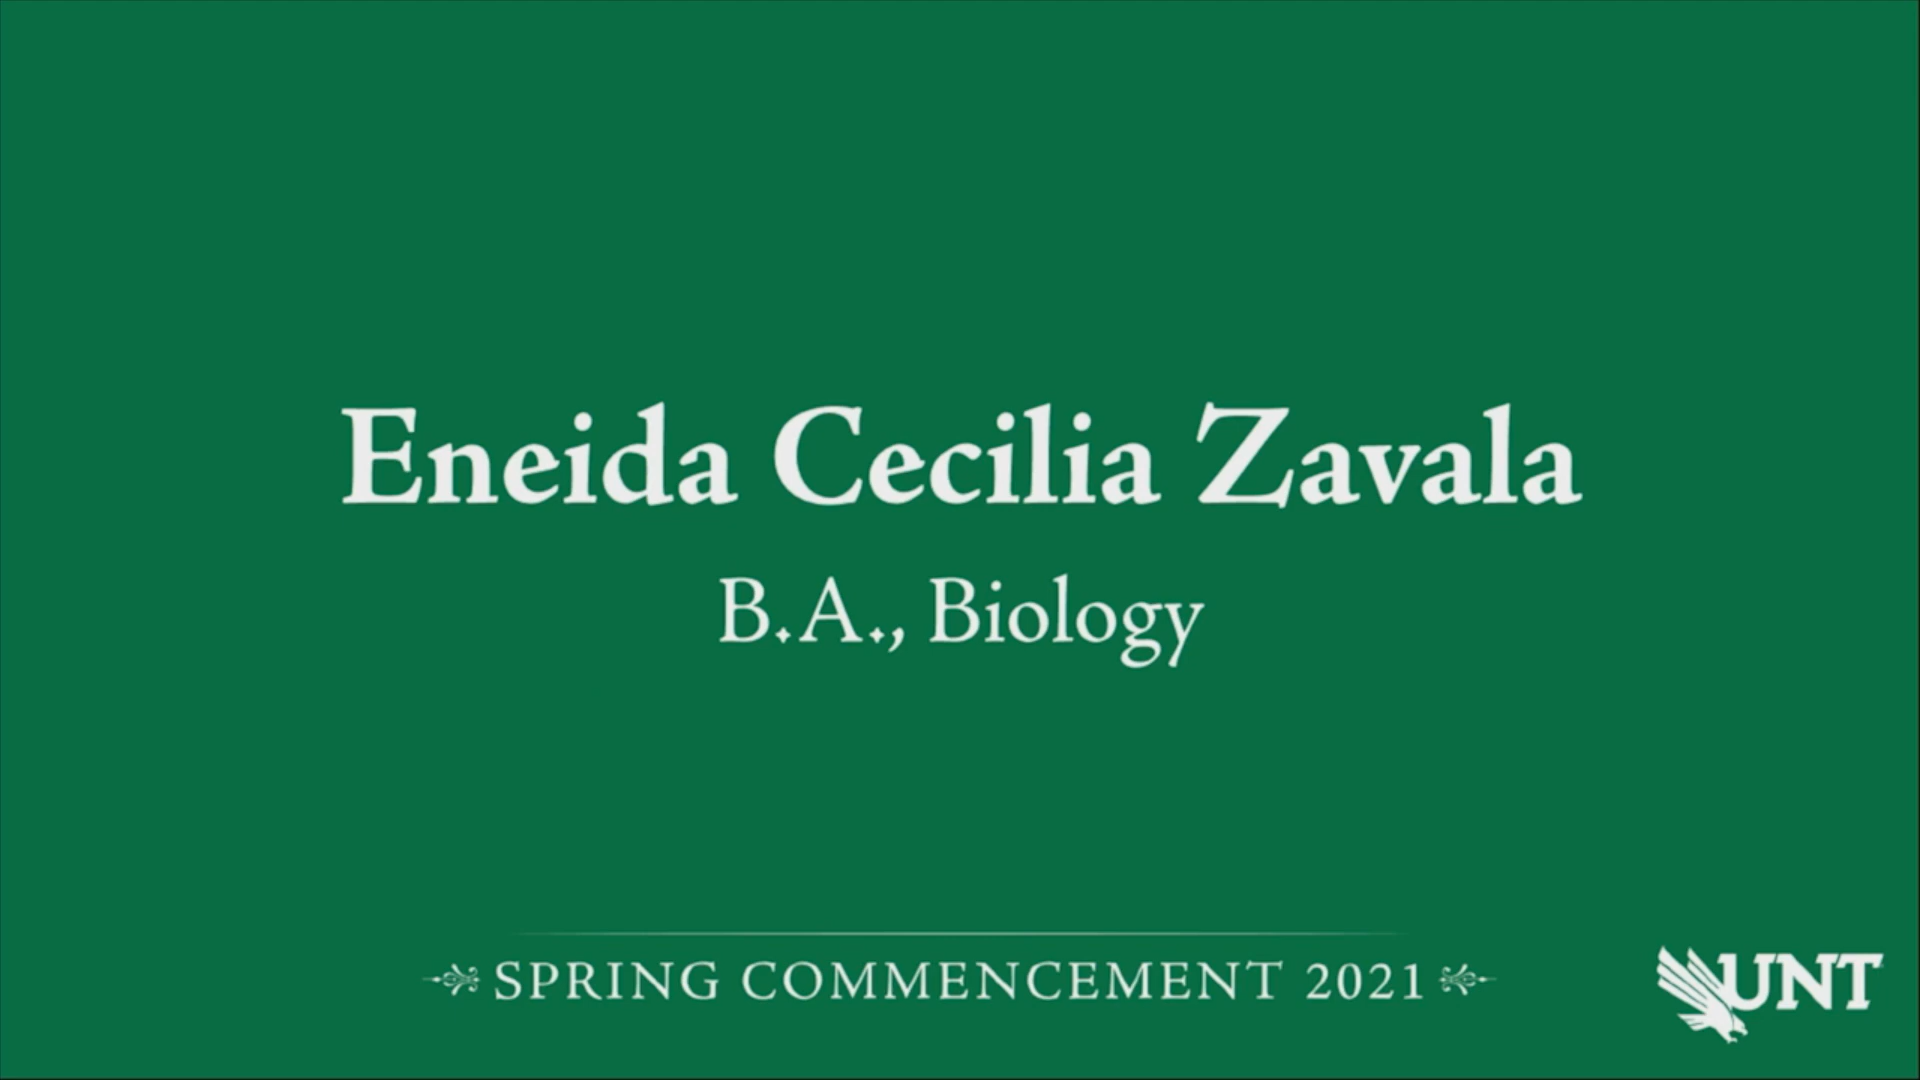 Eneida Cecilia Zavala
B.A., Biology
SPRING COMMENCEMENT 2021
UNT